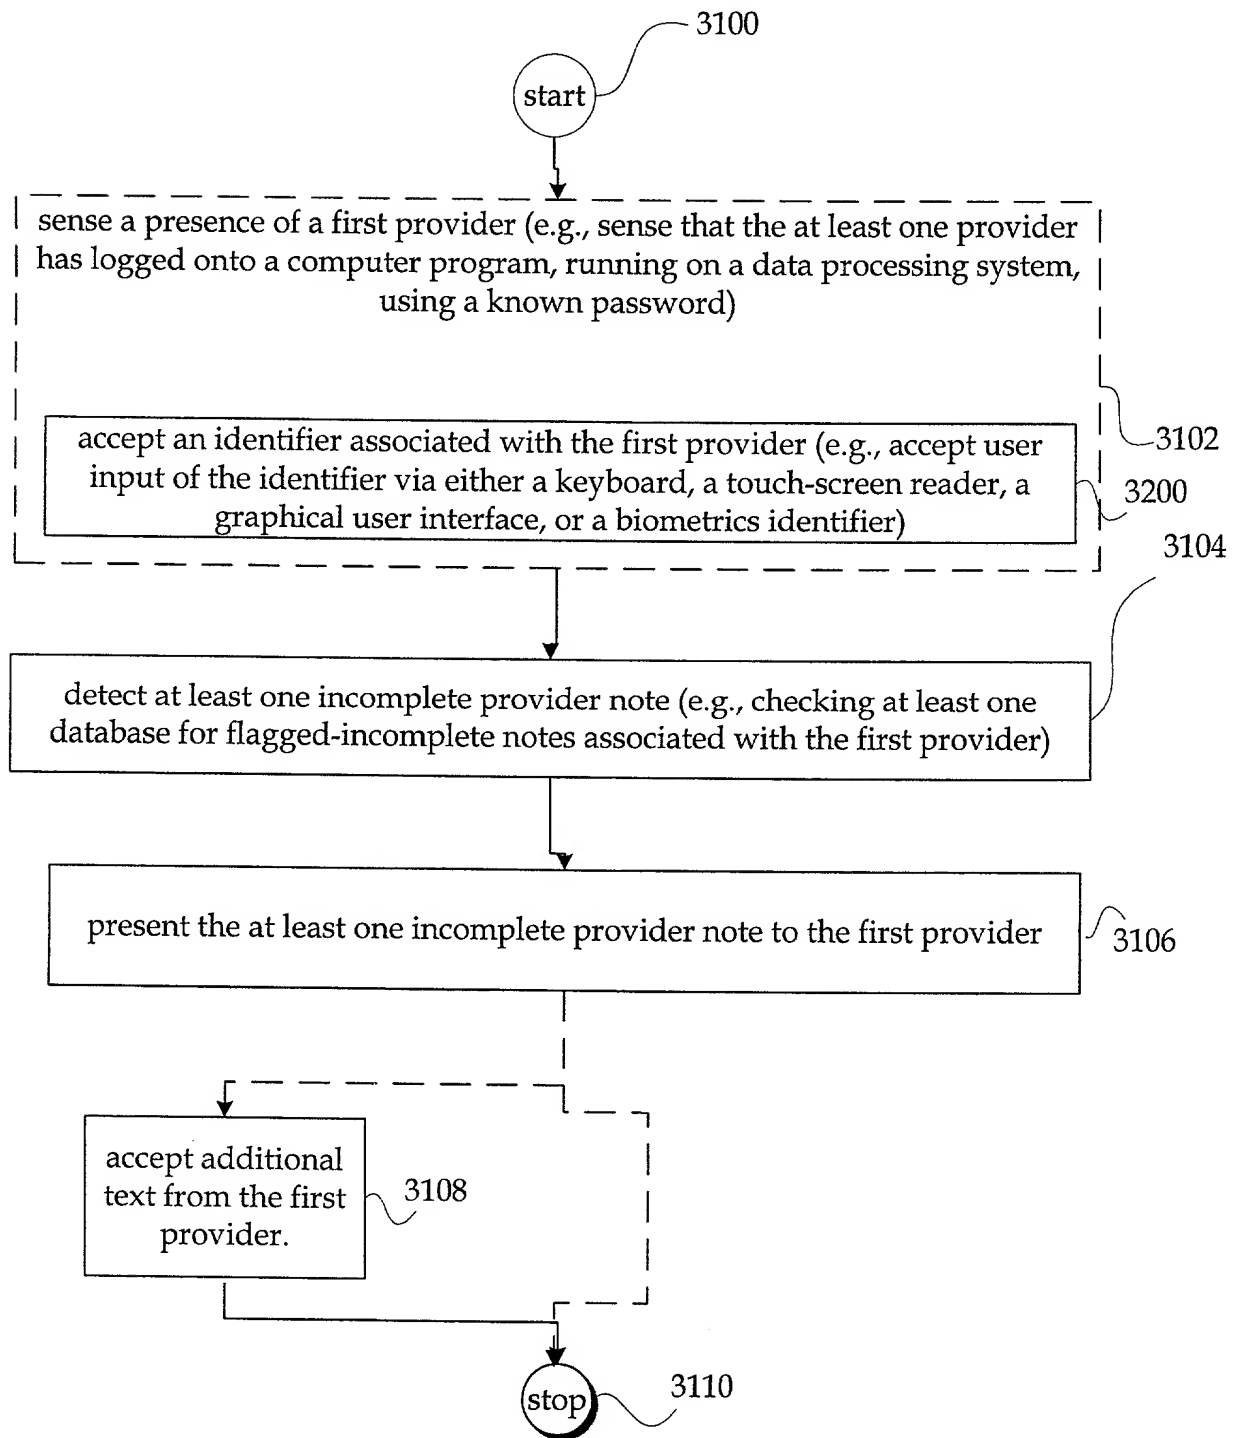 3100
start
sense a presence of a first provider (e.g., sense that the at least one provider
has logged onto a computer program, running on a data processing system,
using a known password)
3102
accept an identifier associated with the first provider (e.g., accept user
input of the identifier via either a keyboard, a touch-screen reader, a
graphical user interface, or a biometrics identifier)
3200
3104
detect at least one incomplete provider note (e.g., checking at least one
database for flagged-incomplete notes associated with the first provider)
present the at least one incomplete provider note to the first provider
3106
accept additional
text from the first
provider.
3108
stop
3110